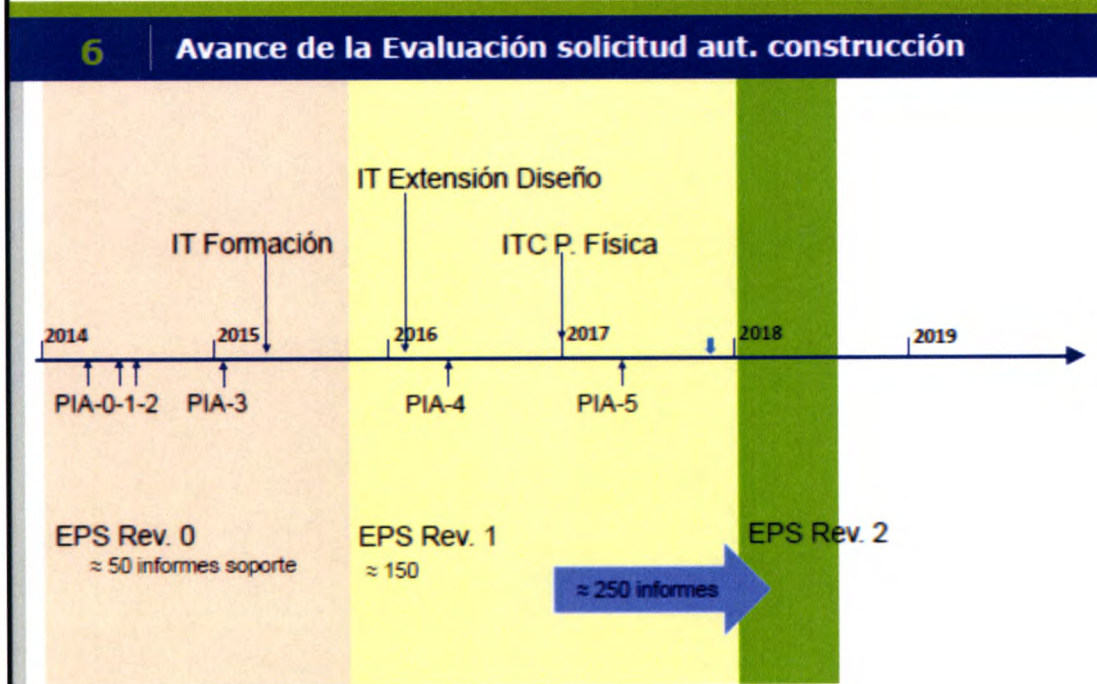 6 Avance de la Evaluación solicitud aut. construcción
IT Extensión Diseño
IT Formación ITC P. Física
2014 2015 2016 2017 2018 2019
PIA-0-1-2 PIA-3 PIA-4 PIA-5
EPS Rev. 0 EPS Rev. 1 EPS Rev. 2
≈ 50 informes soporte ≈ 150
≈ 250 informes